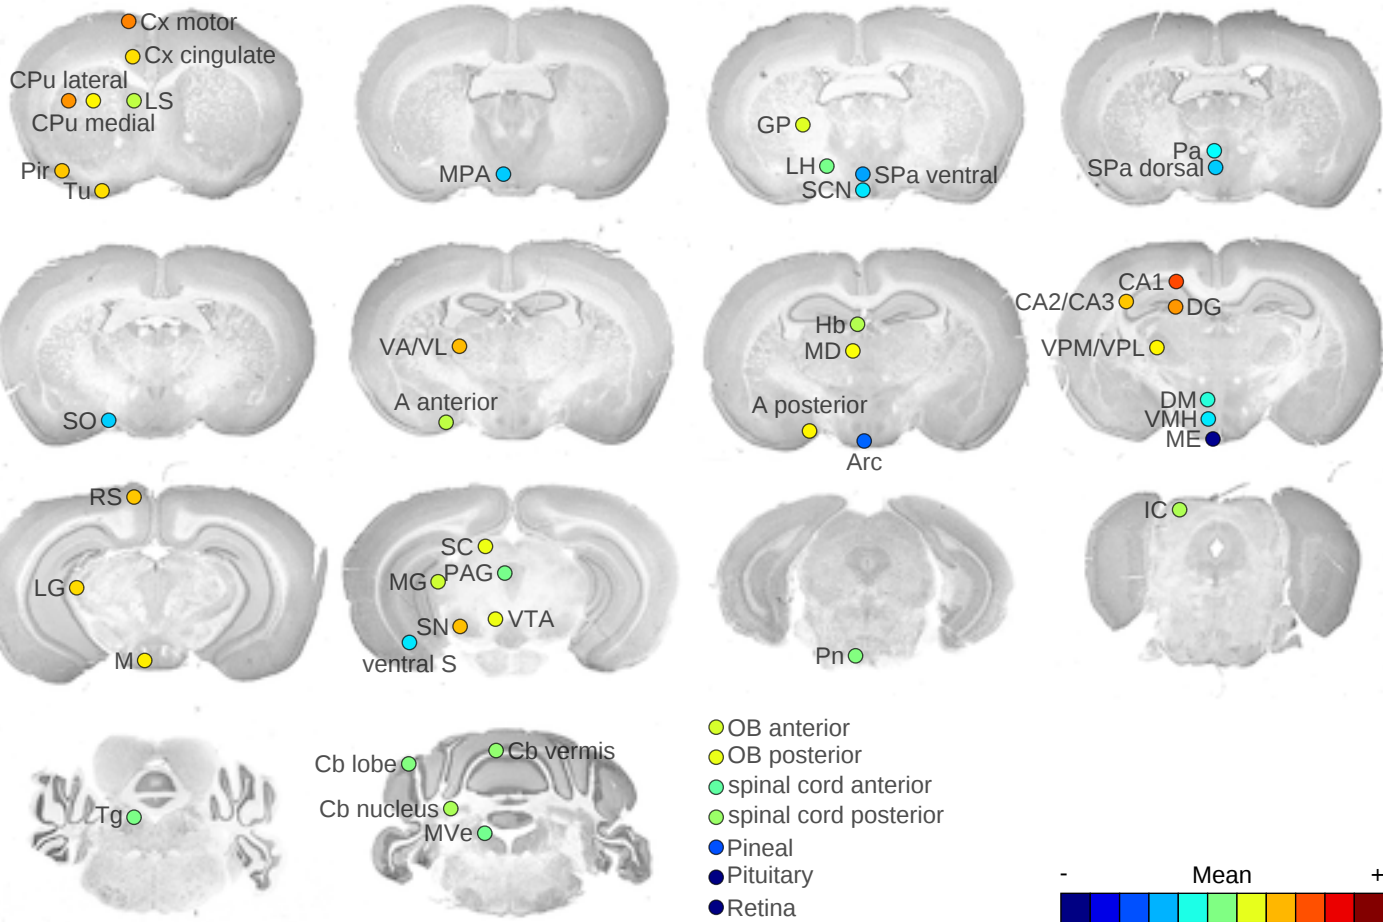 Cx motor
Cx cingulate
CPu lateral
LS
CPu medial
Pir
Tu
MPA
GP
LH
SPa ventral
SCN
Pa
SPa dorsal
SO
VA/VL
A anterior
Hb
MD
A posterior
Arc
CA1
CA2/CA3
DG
VPM/VPL
DM
VMH
ME
RS
LG
M
SC
PAG
MG
VTA
SN
ventral S
Pn
IC
Tg
Cb lobe
Cb vermis
Cb nucleus
MVe
OB anterior
OB posterior
spinal cord anterior
spinal cord posterior
Pineal
Pituitary
Retina
- Mean +